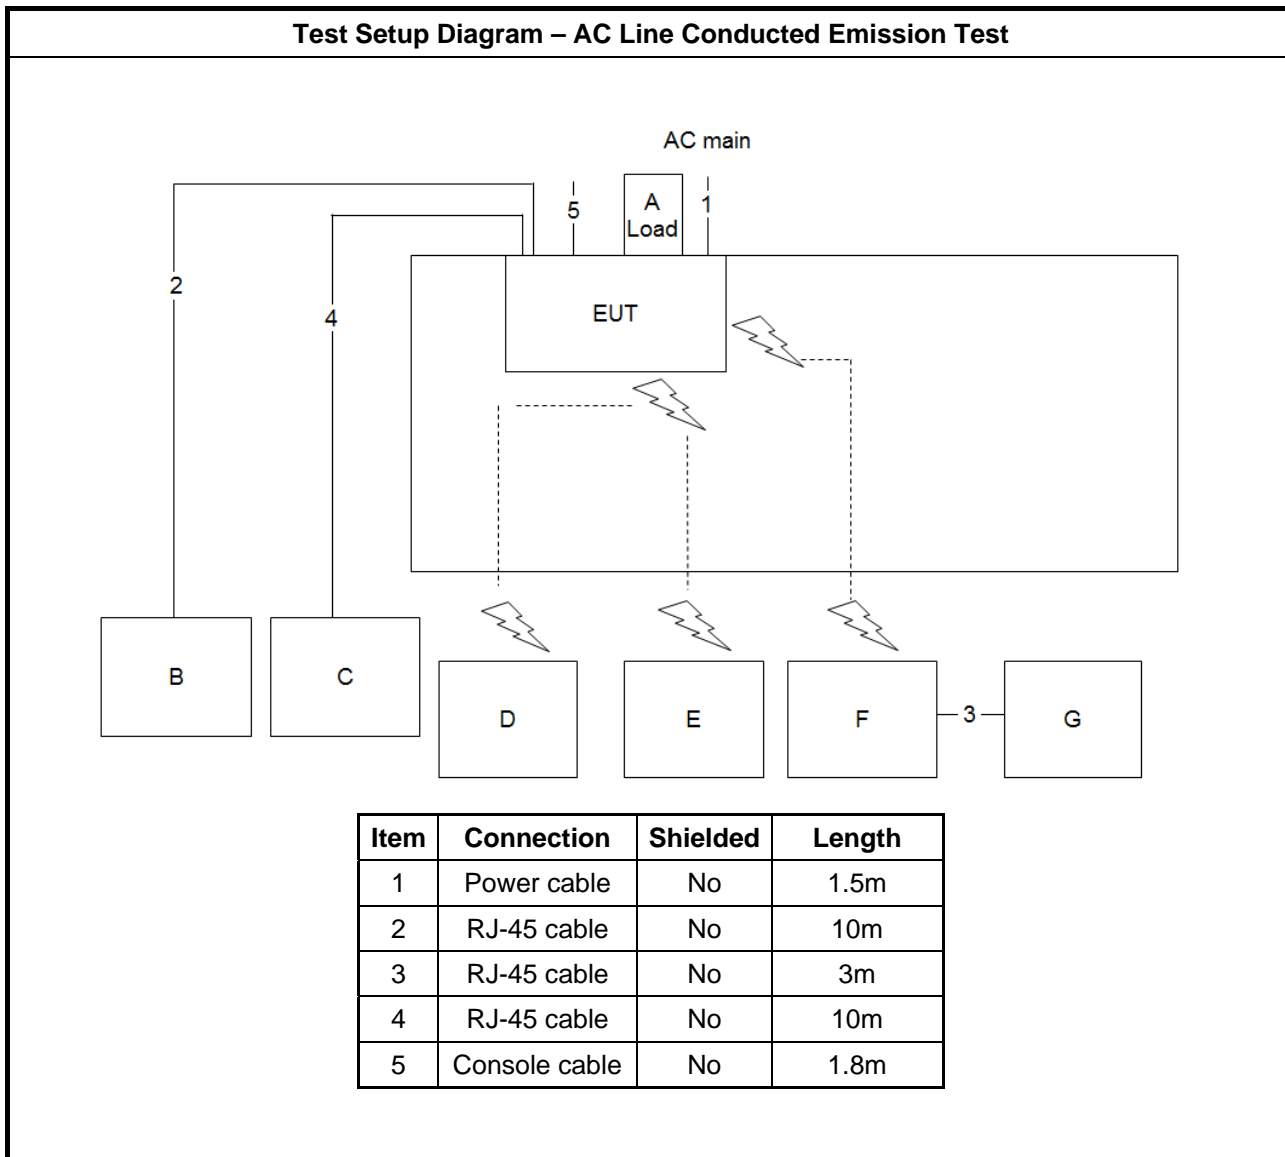 Test Setup Diagram – AC Line Conducted Emission Test
AC main
5
A
Load
1
2
4
EUT
B
C
D
E
F
3
G
Item Connection Shielded Length
1 Power cable No 1.5m
2 RJ-45 cable No 10m
3 RJ-45 cable No 3m
4 RJ-45 cable No 10m
5 Console cable No 1.8m